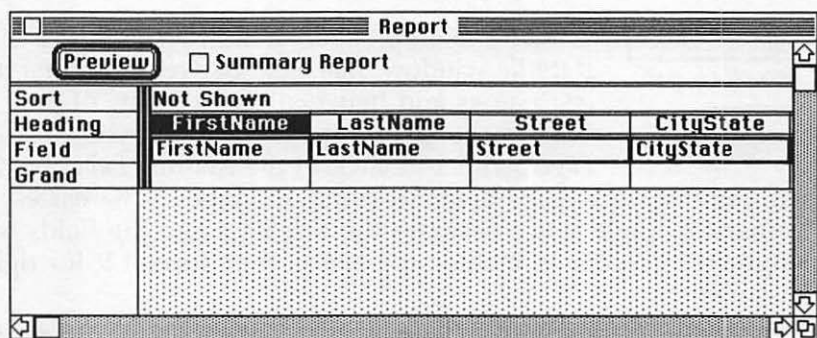 Report
Preview Summary Report
Sort Not Shown
Heading FirstName LastName Street CityState
Field FirstName LastName Street CityState
Grand